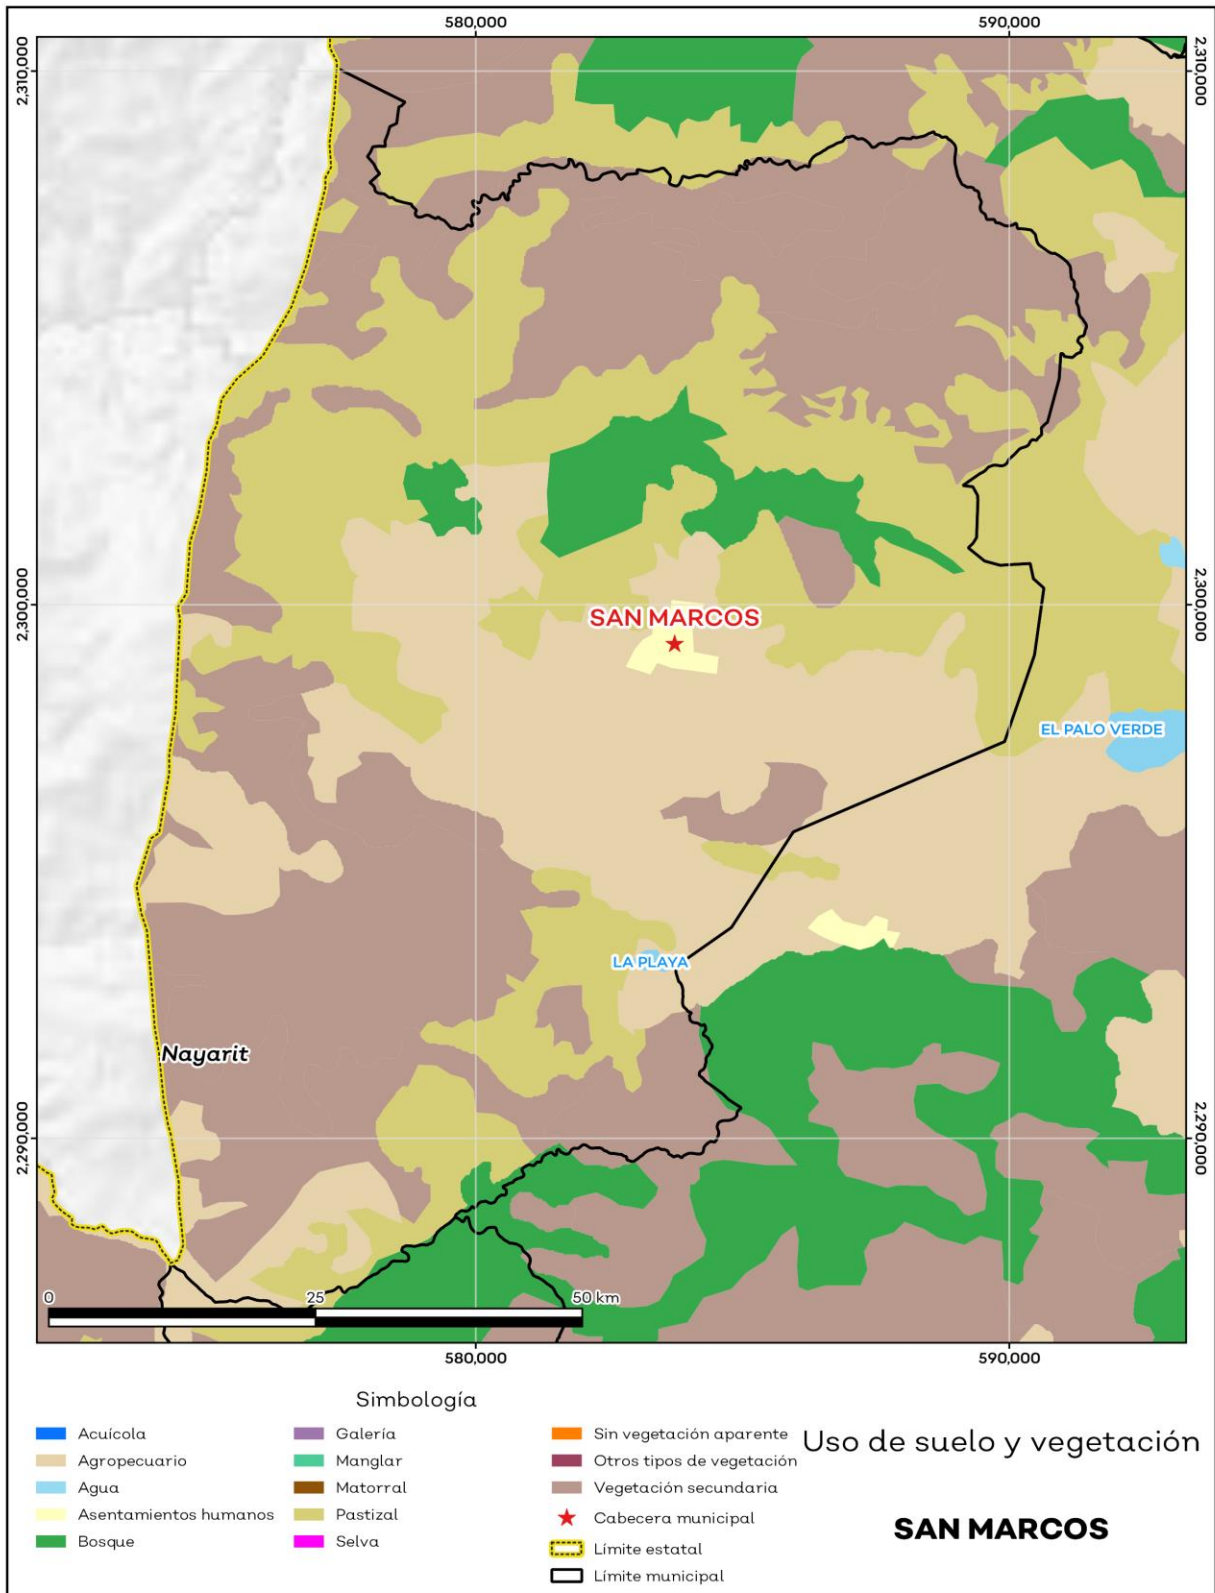 580,000 590,000
2,310,000 2,310,000
2,300,000 2,300,000
SAN MARCOS
EL PALO VERDE
LA PLAYA
Nayarit
2,290,000 2,290,000
0 25 50 km
580,000 590,000
Simbología
Acuícola
Agropecuario
Agua
Asentamientos humanos
Bosque
Galería
Manglar
Matorral
Pastizal
Selva
Sin vegetación aparente
Otros tipos de vegetación
Vegetación secundaria
Cabecera municipal
Límite estatal
Límite municipal
Uso de suelo y vegetación
SAN MARCOS